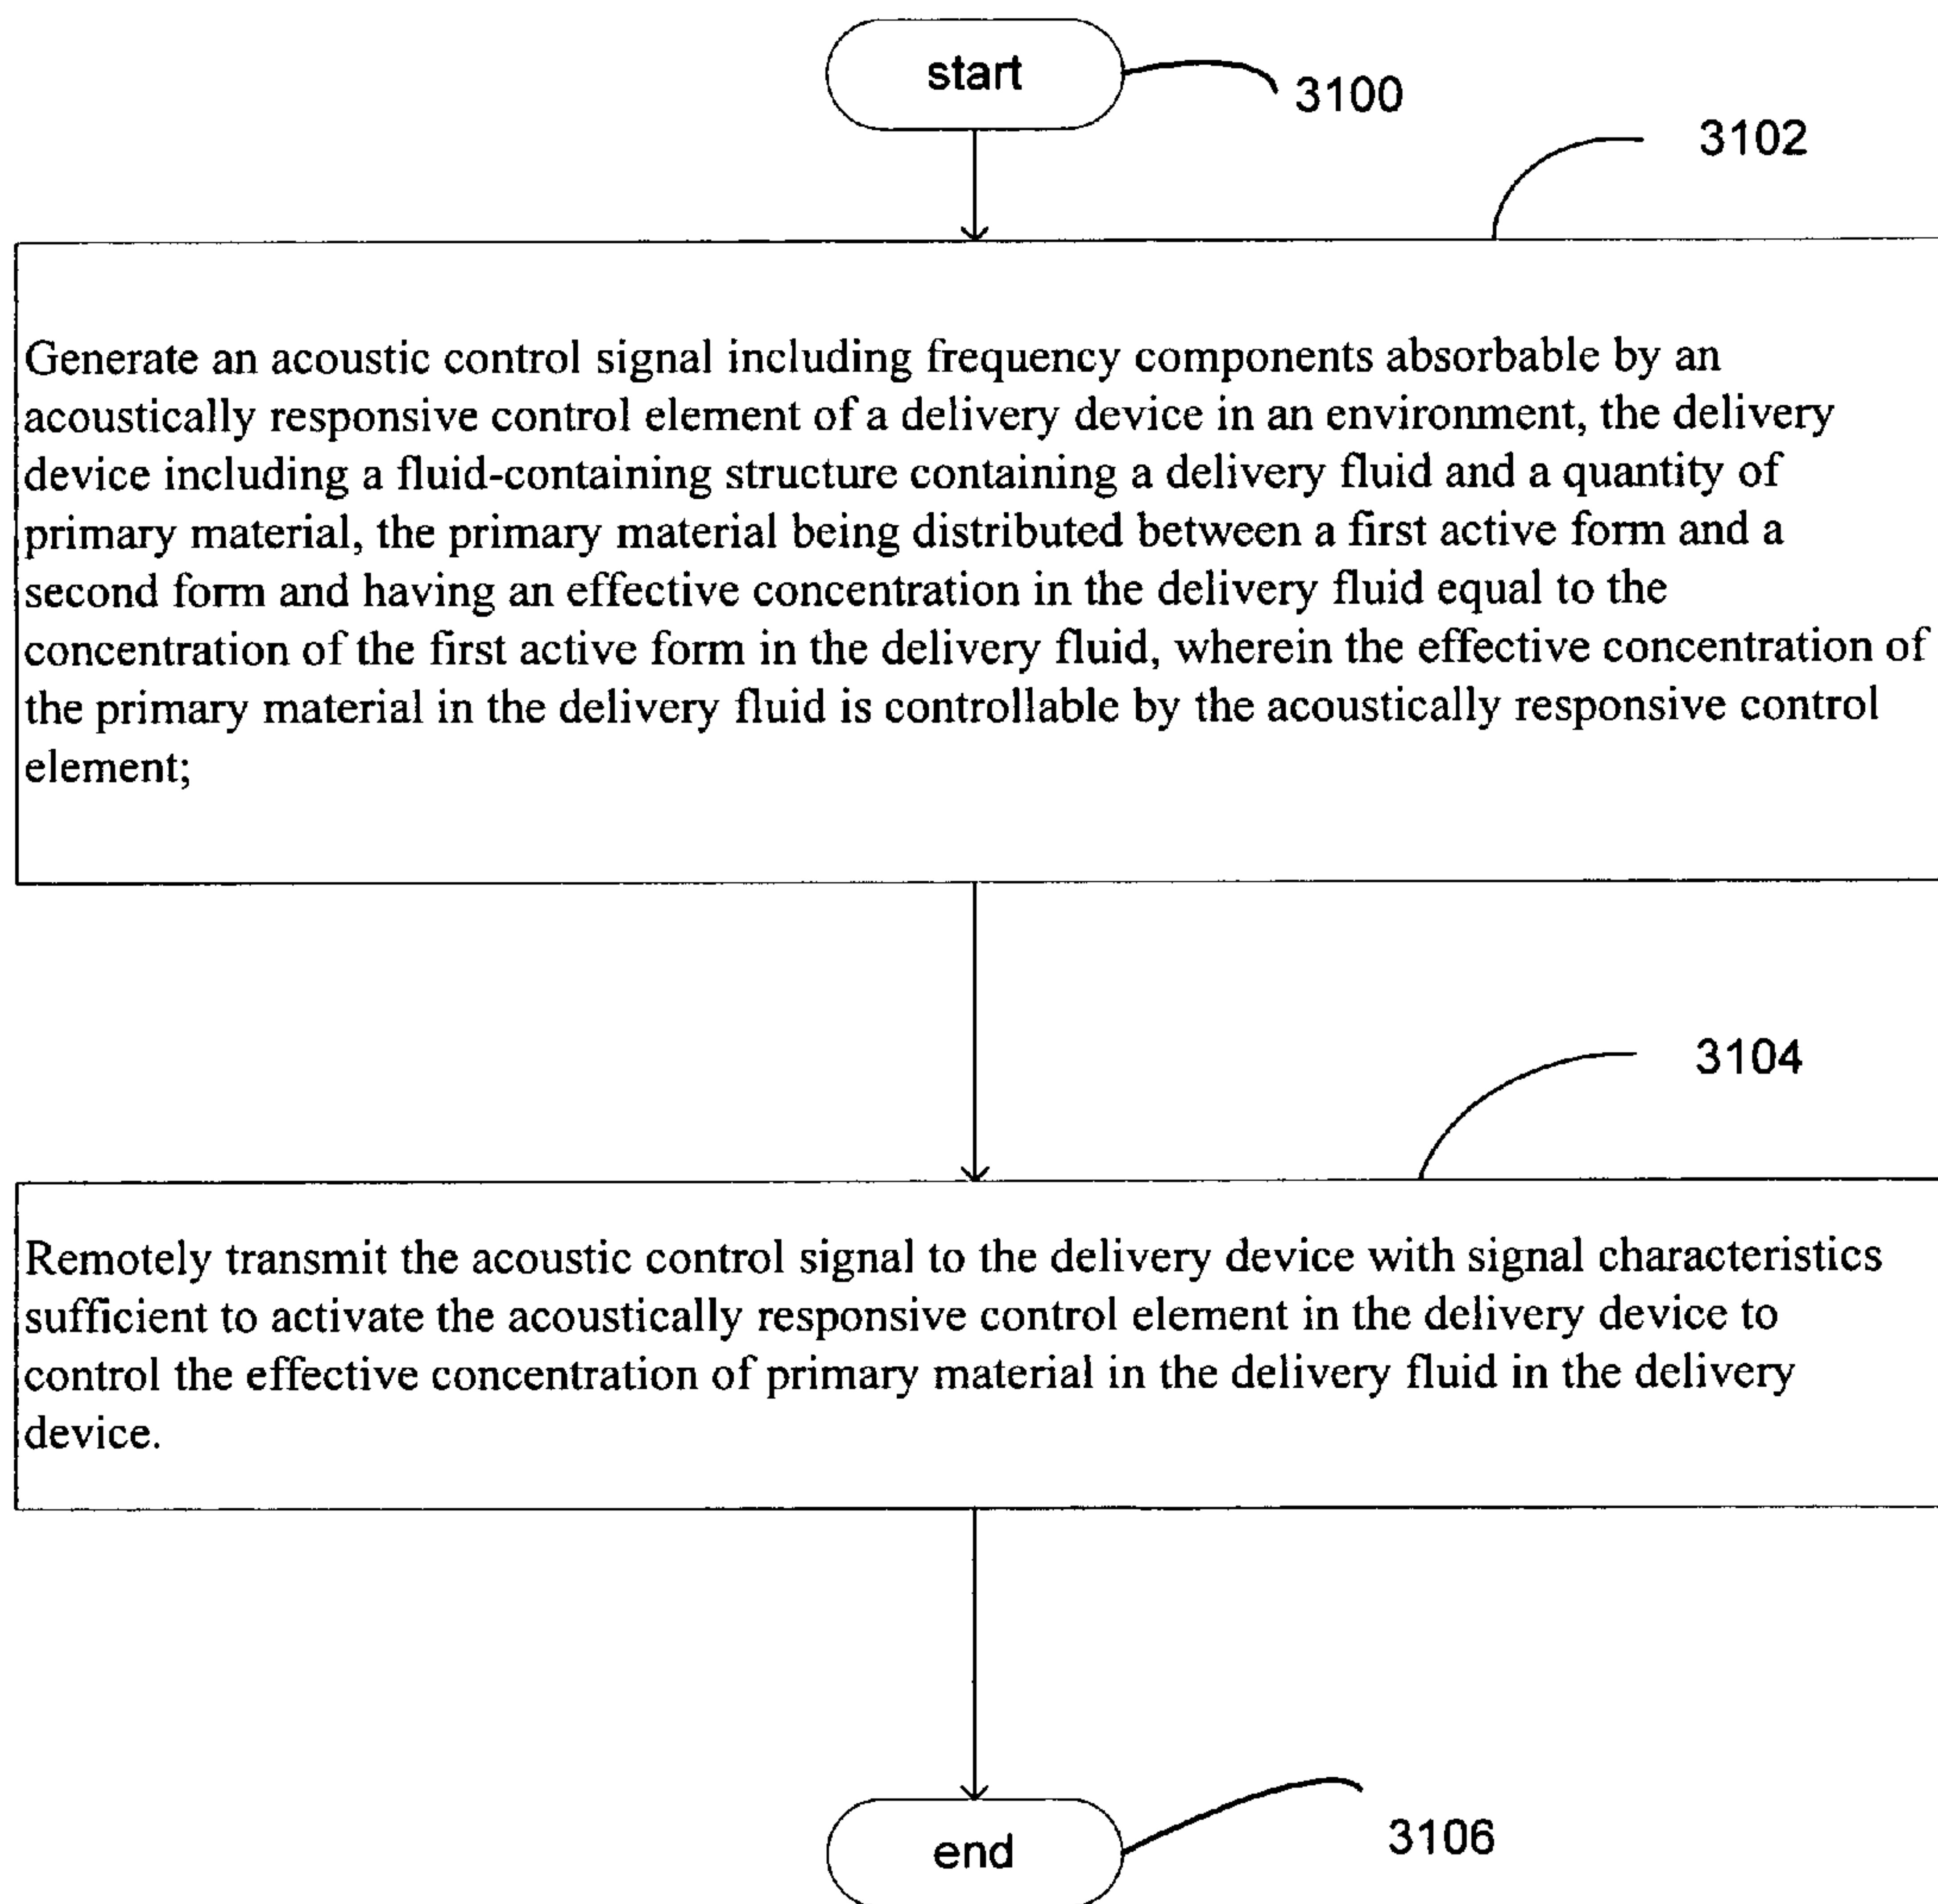 start
3100
3102
Generate an acoustic control signal including frequency components absorbable by an
acoustically responsive control element of a delivery device in an environment, the delivery
device including a fluid-containing structure containing a delivery fluid and a quantity of
primary material, the primary material being distributed between a first active form and a
second form and having an effective concentration in the delivery fluid equal to the
concentration of the first active form in the delivery fluid, wherein the effective concentration of
the primary material in the delivery fluid is controllable by the acoustically responsive control
element;
3104
Remotely transmit the acoustic control signal to the delivery device with signal characteristics
sufficient to activate the acoustically responsive control element in the delivery device to
control the effective concentration of primary material in the delivery fluid in the delivery
device.
end
3106